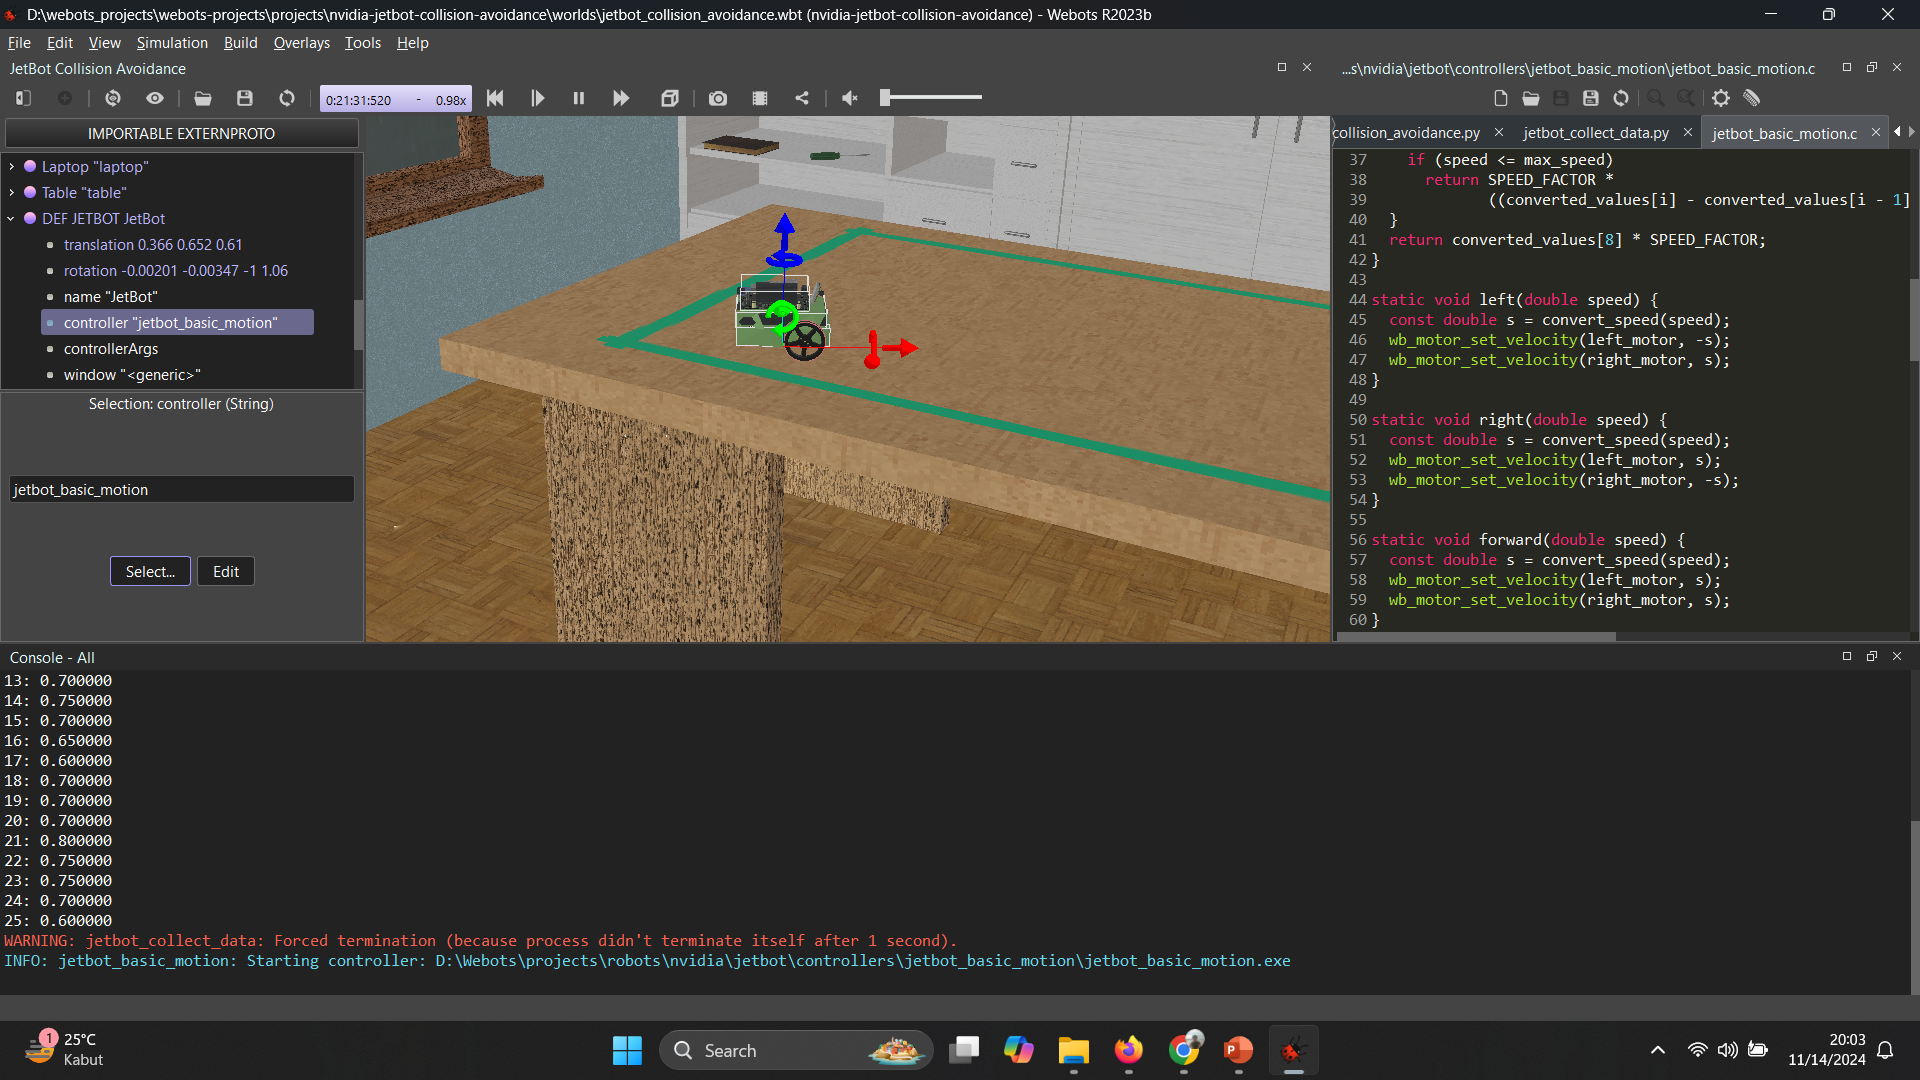 D:\webots_projects\webots-projects\projects\nvidia-jetbot-collision-avoidance\worlds\jetbot_collision_avoidance.wbt (nvidia-jetbot-collision-avoidance) - Webots R2023b
File Edit View Simulation Build Overlays Tools Help
JetBot Collision Avoidance
0:21:31:520 - 0.98x
IMPORTABLE EXTERNPROTO
Laptop "laptop"
Table "table"
DEF JETBOT JetBot
translation 0.366 0.652 0.61
rotation -0.00201 -0.00347 -1 1.06
name "JetBot"
controller "jetbot_basic_motion"
controllerArgs
window "<generic>"
Selection: controller (String)
jetbot_basic_motion
Select... Edit
...s\nvidia\jetbot\controllers\jetbot_basic_motion\jetbot_basic_motion.c
collision_avoidance.py jetbot_collect_data.py jetbot_basic_motion.c
37 if (speed <= max_speed)
38 return SPEED_FACTOR *
39 ((converted_values[i] - converted_values[i - 1]
40 }
41 return converted_values[8] * SPEED_FACTOR;
42 }
43
44 static void left(double speed) {
45 const double s = convert_speed(speed);
46 wb_motor_set_velocity(left_motor, -s);
47 wb_motor_set_velocity(right_motor, s);
48 }
49
50 static void right(double speed) {
51 const double s = convert_speed(speed);
52 wb_motor_set_velocity(left_motor, s);
53 wb_motor_set_velocity(right_motor, -s);
54 }
55
56 static void forward(double speed) {
57 const double s = convert_speed(speed);
58 wb_motor_set_velocity(left_motor, s);
59 wb_motor_set_velocity(right_motor, s);
60 }
Console - All
13: 0.700000
14: 0.750000
15: 0.700000
16: 0.650000
17: 0.600000
18: 0.700000
19: 0.700000
20: 0.700000
21: 0.800000
22: 0.750000
23: 0.750000
24: 0.700000
25: 0.600000
WARNING: jetbot_collect_data: Forced termination (because process didn't terminate itself after 1 second).
INFO: jetbot_basic_motion: Starting controller: D:\Webots\projects\robots\nvidia\jetbot\controllers\jetbot_basic_motion\jetbot_basic_motion.exe
1
25°C
Kabut
Search
P
20:03
11/14/2024